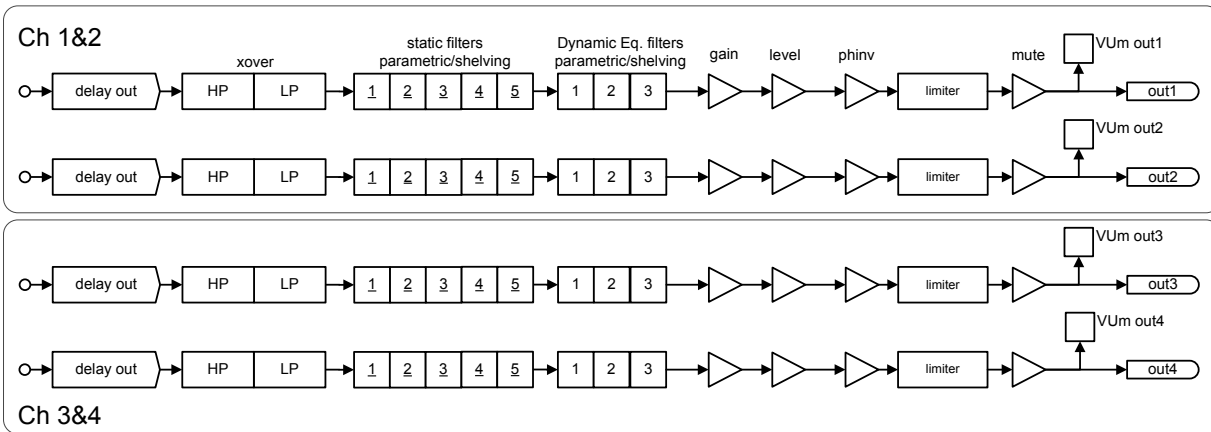 Ch 1&2
xover
static filters
parametric/shelving
Dynamic Eq. filters
parametric/shelving
gain
level
phinv
mute
VUm out1
delay out
HP
LP
1
2
3
4
5
1
2
3
limiter
out1
VUm out2
delay out
HP
LP
1
2
3
4
5
1
2
3
limiter
out2
VUm out3
delay out
HP
LP
1
2
3
4
5
1
2
3
limiter
out3
VUm out4
delay out
HP
LP
1
2
3
4
5
1
2
3
limiter
out4
Ch 3&4